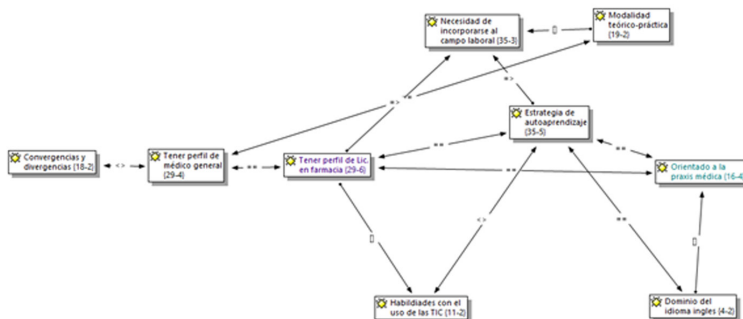 Necesidad de
incorporarse al
campo laboral {35-3}
Modalidad
teórico-práctica
{19-2}
[]
=>
=>
==
Estrategia de
autoaprendizaje
{35-5}
Convergencias y
divergencias {18-2}
<>
Tener perfil de
médico general
{29-4}
==
Tener perfil de Lic.
en farmacia {29-6}
==
==
==
Orientado a la
praxis médica {16-4}
[]
<>
==
[]
Habildiades con el
uso de las TIC {11-2}
Dominio del
idioma ingles {4-2}